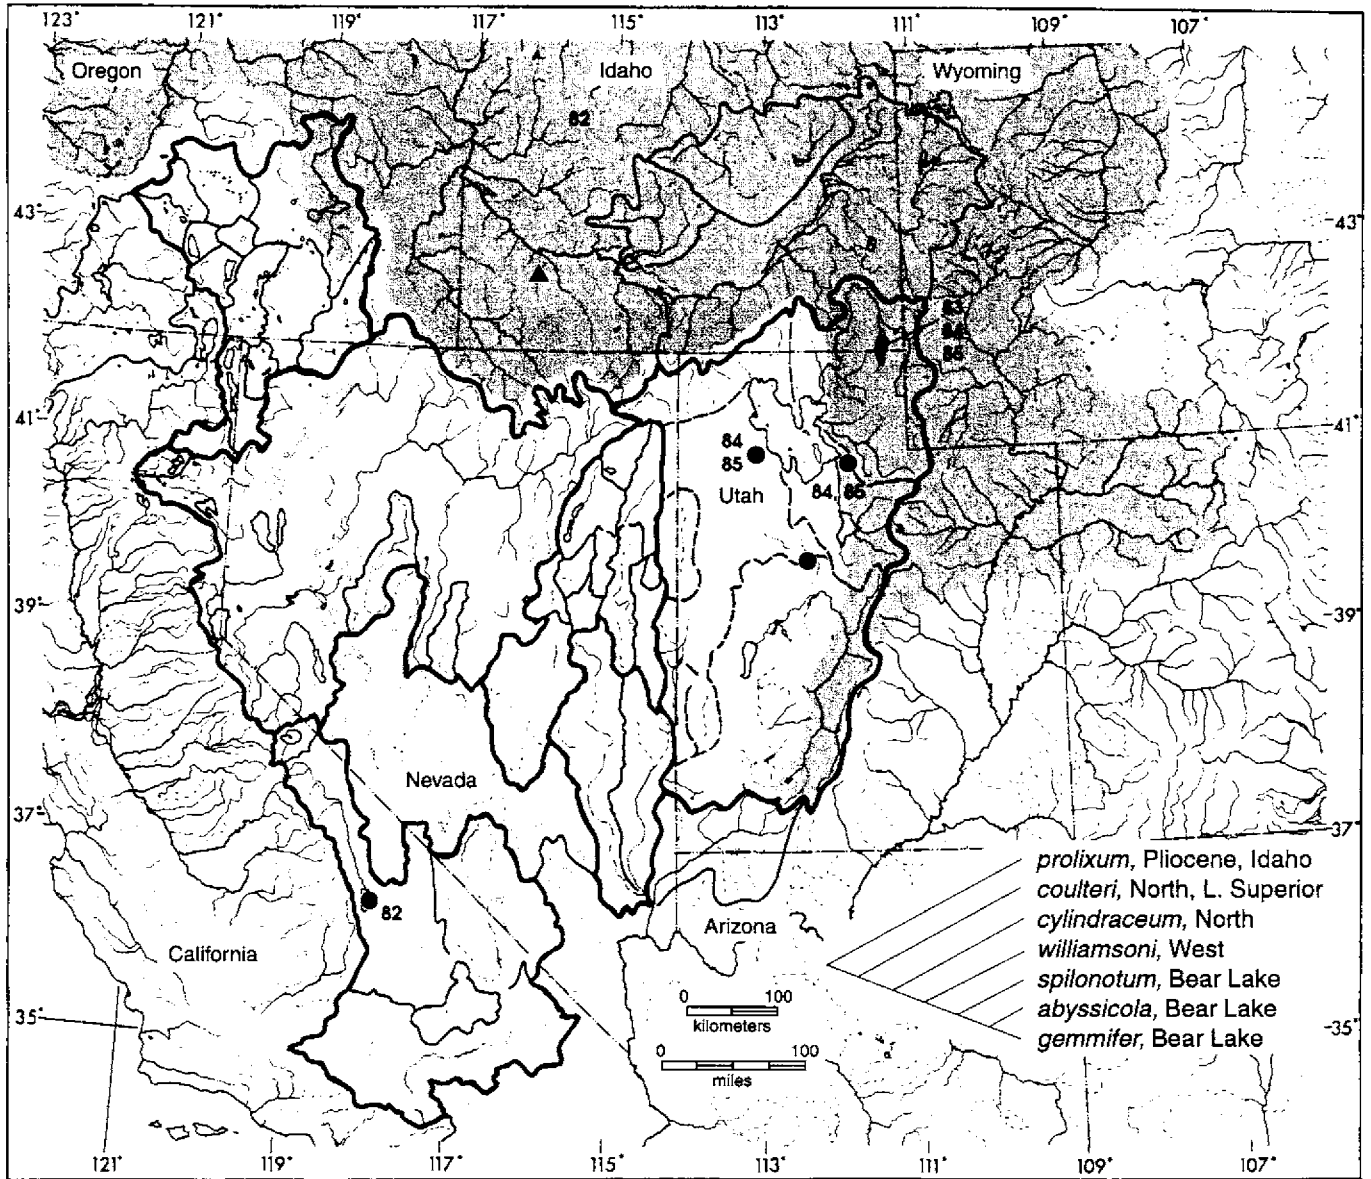 123° 121° 119° 117° 115° 113° 111° 109° 107°
Oregon Idaho Wyoming
82
43° 43°
83
84
85
41° 41°
84
85
Utah
84, 85
39° 39°
Nevada
37° 37°
82
California
Arizona
prolixum, Pliocene, Idaho
coulteri, North, L. Superior
cylindraceum, North
williamsoni, West
spilonotum, Bear Lake
abyssicola, Bear Lake
gemmifer, Bear Lake
0 100
kilometers
0 100
miles
35° 35°
121° 119° 117° 115° 113° 111° 109° 107°